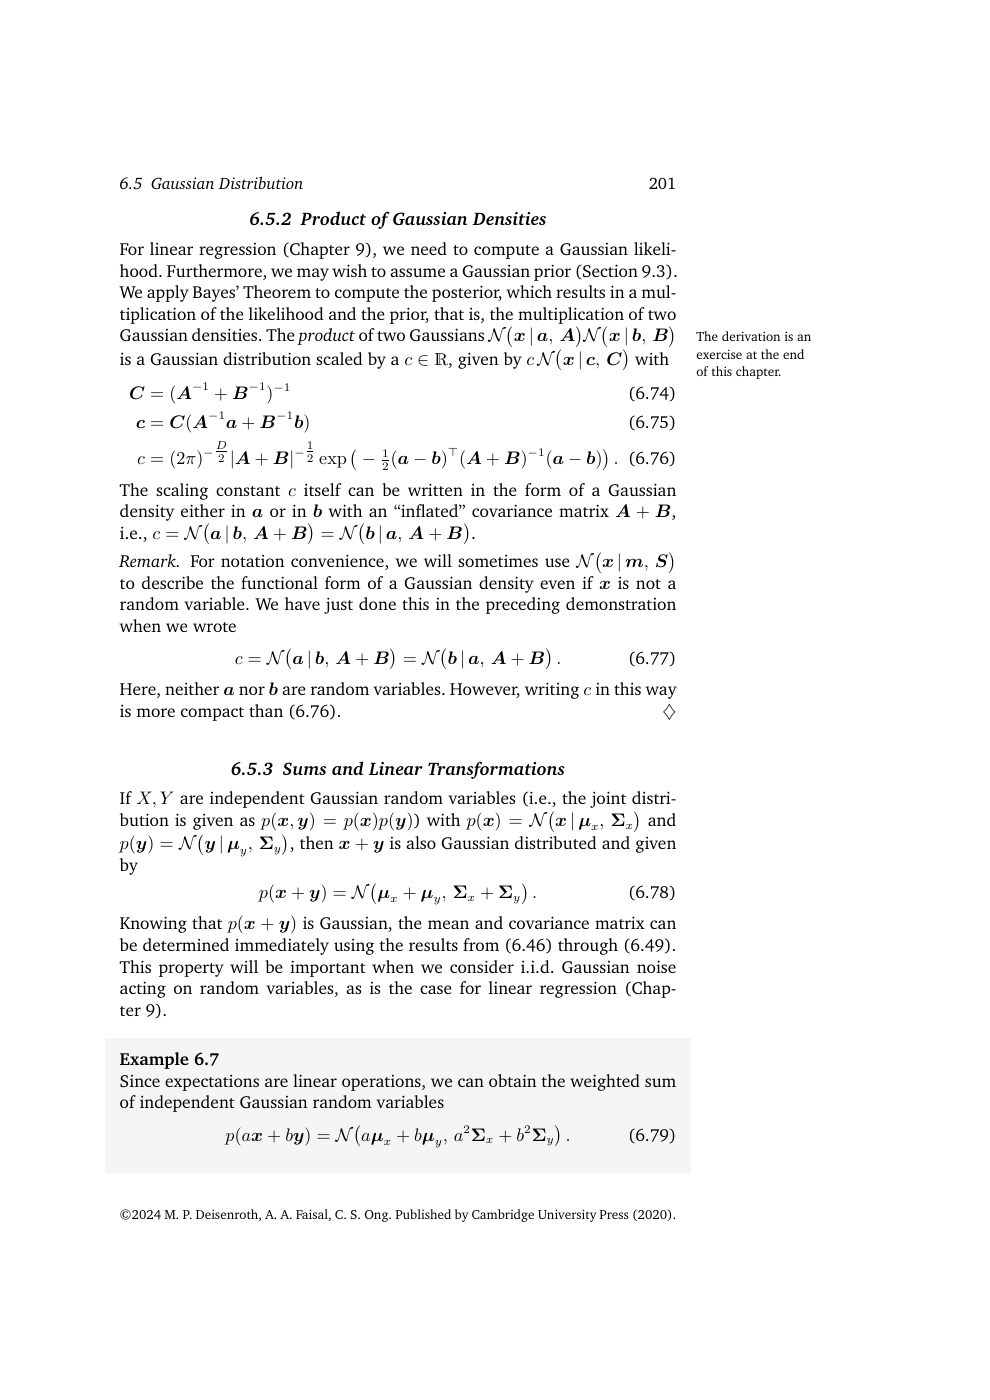 6.5 Gaussian Distribution 201
6.5.2 Product of Gaussian Densities
For linear regression (Chapter 9), we need to compute a Gaussian likeli-
hood. Furthermore, we may wish to assume a Gaussian prior (Section 9.3).
We apply Bayes’ Theorem to compute the posterior, which results in a mul-
tiplication of the likelihood and the prior, that is, the multiplication of two
Gaussian densities. The product of two Gaussians 𝒩(x | a, A)𝒩(x | b, B)
is a Gaussian distribution scaled by a c ∈ ℝ, given by c 𝒩(x | c, C) with
The derivation is an
exercise at the end
of this chapter.
C = (A⁻¹ + B⁻¹)⁻¹ (6.74)
c = C(A⁻¹a + B⁻¹b) (6.75)
c = (2π)^{-D/2} |A + B|^{-1/2} exp(− ½(a − b)^⊤(A + B)⁻¹(a − b)) . (6.76)
The scaling constant c itself can be written in the form of a Gaussian
density either in a or in b with an “inflated” covariance matrix A + B,
i.e., c = 𝒩(a | b, A + B) = 𝒩(b | a, A + B).
Remark. For notation convenience, we will sometimes use 𝒩(x | m, S)
to describe the functional form of a Gaussian density even if x is not a
random variable. We have just done this in the preceding demonstration
when we wrote
c = 𝒩(a | b, A + B) = 𝒩(b | a, A + B) . (6.77)
Here, neither a nor b are random variables. However, writing c in this way
is more compact than (6.76). ♢
6.5.3 Sums and Linear Transformations
If X, Y are independent Gaussian random variables (i.e., the joint distri-
bution is given as p(x, y) = p(x)p(y)) with p(x) = 𝒩(x | μ_x, Σ_x) and
p(y) = 𝒩(y | μ_y, Σ_y), then x + y is also Gaussian distributed and given
by
p(x + y) = 𝒩(μ_x + μ_y, Σ_x + Σ_y) . (6.78)
Knowing that p(x + y) is Gaussian, the mean and covariance matrix can
be determined immediately using the results from (6.46) through (6.49).
This property will be important when we consider i.i.d. Gaussian noise
acting on random variables, as is the case for linear regression (Chap-
ter 9).
Example 6.7
Since expectations are linear operations, we can obtain the weighted sum
of independent Gaussian random variables
p(ax + by) = 𝒩(aμ_x + bμ_y, a²Σ_x + b²Σ_y) . (6.79)
©2024 M. P. Deisenroth, A. A. Faisal, C. S. Ong. Published by Cambridge University Press (2020).